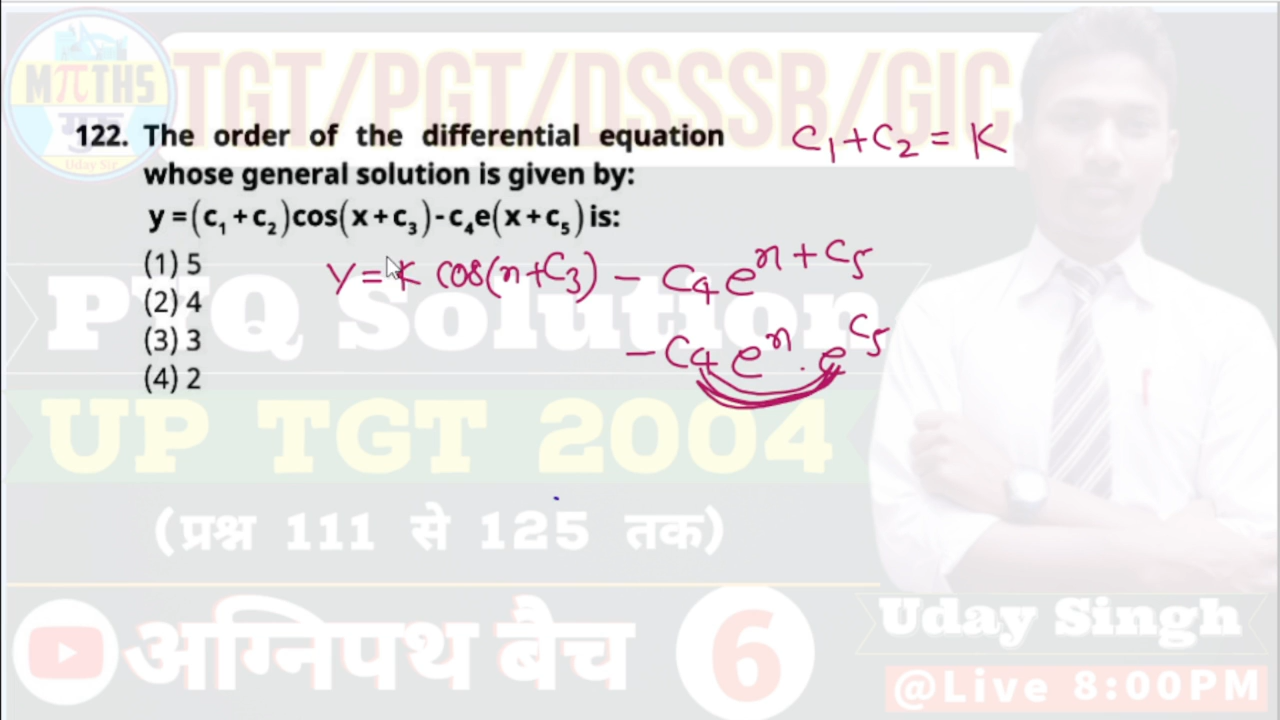 MπTHS
गुरु
Uday Sir
TGT/PGT/DSSSB/GIC
122. The order of the differential equation
whose general solution is given by:
y = (c₁ + c₂)cos(x + c₃) - c₄e(x + c₅) is:
(1) 5
(2) 4
(3) 3
(4) 2
C₁ + C₂ = K
y = K cos(x + C₃) - C₄ e^x + C₅
- C₄ e^x . e^C₅
PYQ Solution
UP TGT 2004
(प्रश्न 111 से 125 तक)
अग्निपथ बैच 6
Uday Singh
@Live 8:00PM